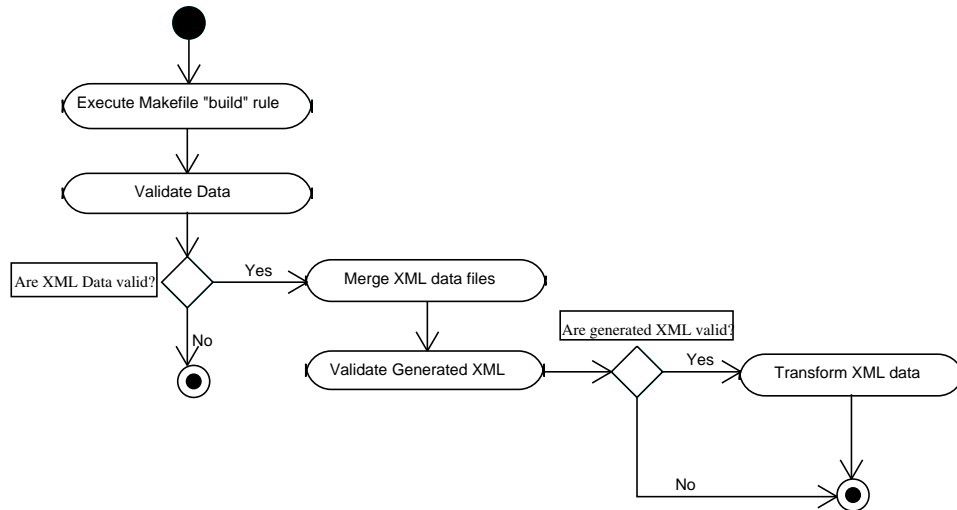 Execute Makefile "build" rule
Validate Data
Are XML Data valid?
Yes
Merge XML data files
No
Are generated XML valid?
Validate Generated XML
Yes
Transform XML data
No